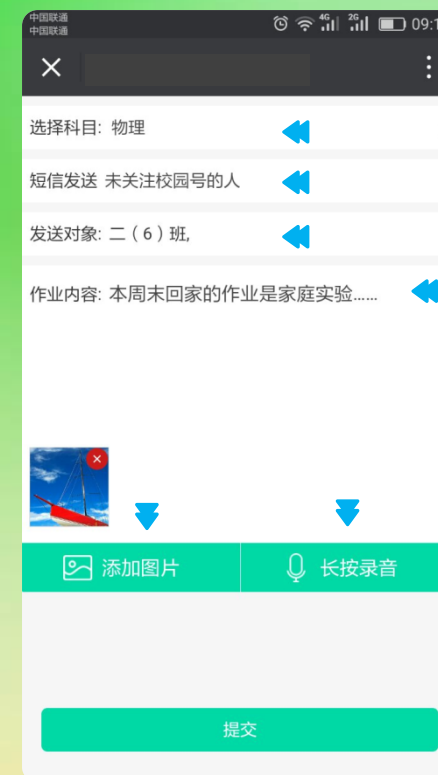 中国联通
中国联通
4G 2G 09:1
选择科目: 物理
短信发送 未关注校园号的人
发送对象: 二（6）班,
作业内容: 本周末回家的作业是家庭实验……
添加图片 长按录音
提交